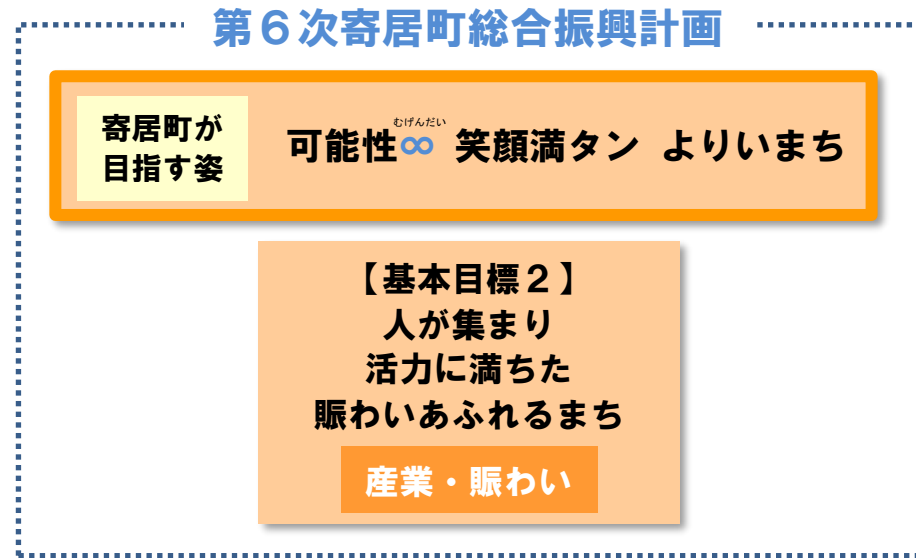 第６次寄居町総合振興計画
寄居町が
目指す姿
むげんだい
可能性∞ 笑顔満タン よりいまち
【基本目標２】
人が集まり
活力に満ちた
賑わいあふれるまち
産業・賑わい